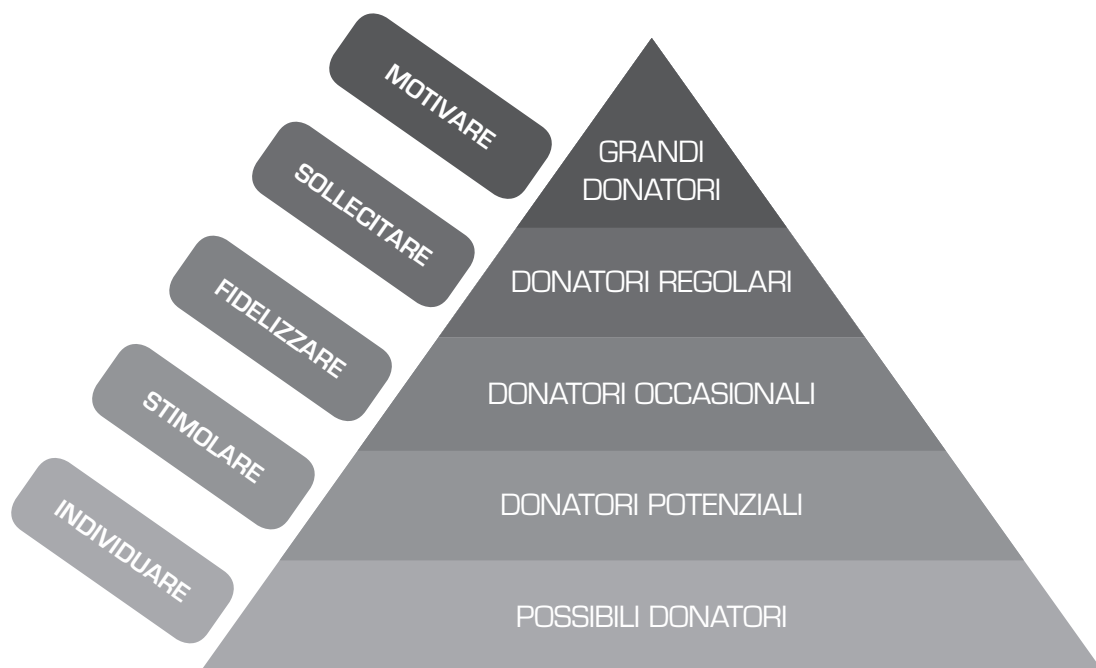 MOTIVARE
GRANDI
DONATORI
SOLLECITARE
DONATORI REGOLARI
FIDELIZZARE
DONATORI OCCASIONALI
STIMOLARE
DONATORI POTENZIALI
INDIVIDUARE
POSSIBILI DONATORI